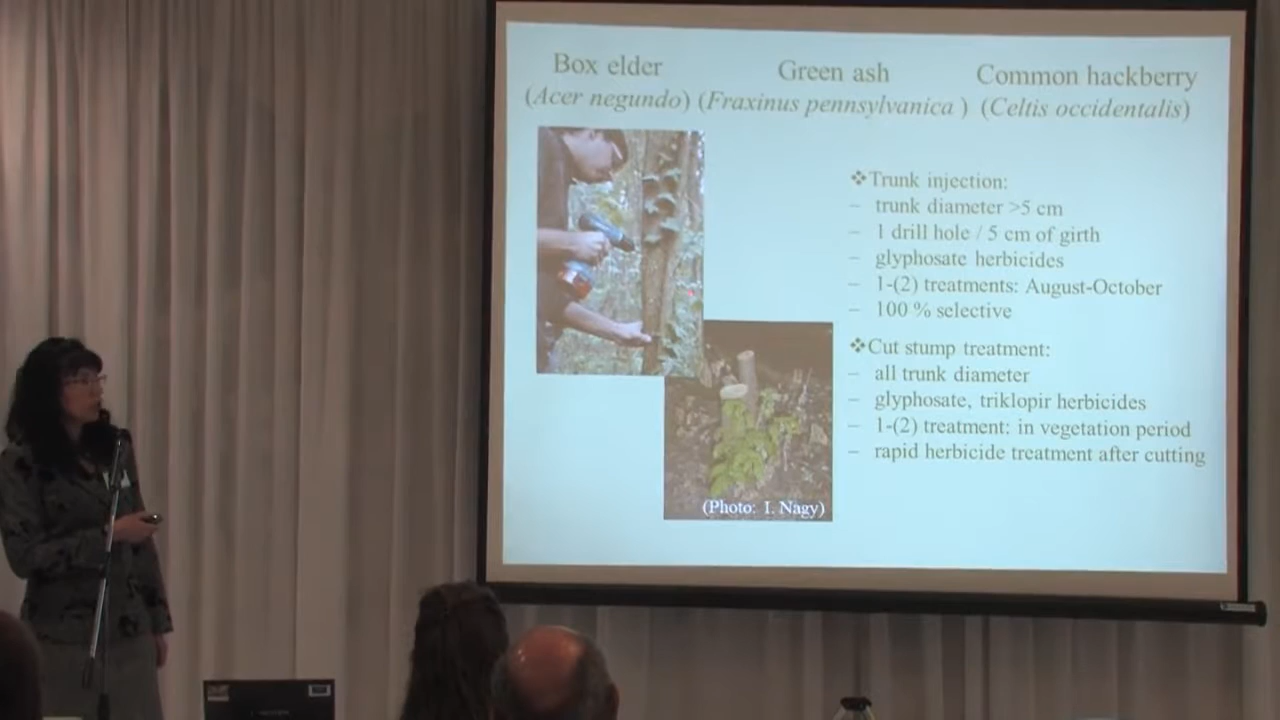 Box elder
Green ash
Common hackberry
(Acer negundo) (Fraxinus pennsylvanica ) (Celtis occidentalis)
❖Trunk injection:
– trunk diameter >5 cm
– 1 drill hole / 5 cm of girth
– glyphosate herbicides
– 1-(2) treatments: August-October
– 100 % selective
❖Cut stump treatment:
– all trunk diameter
– glyphosate, triklopir herbicides
– 1-(2) treatment: in vegetation period
– rapid herbicide treatment after cutting
(Photo: I. Nagy)